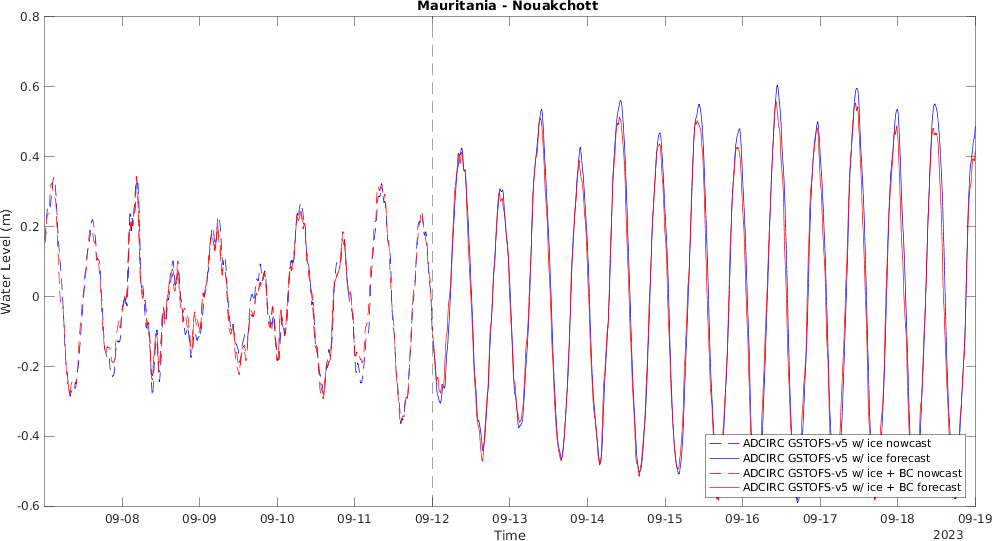 Mauritania - Nouakchott
0.8
0.6
0.4
0.2
0
-0.2
-0.4
-0.6
Water Level (m)
ADCIRC GSTOFS-v5 w/ ice nowcast
ADCIRC GSTOFS-v5 w/ ice forecast
ADCIRC GSTOFS-v5 w/ ice + BC nowcast
ADCIRC GSTOFS-v5 w/ ice + BC forecast
09-08 09-09 09-10 09-11 09-12 09-13 09-14 09-15 09-16 09-17 09-18 09-19
Time
2023